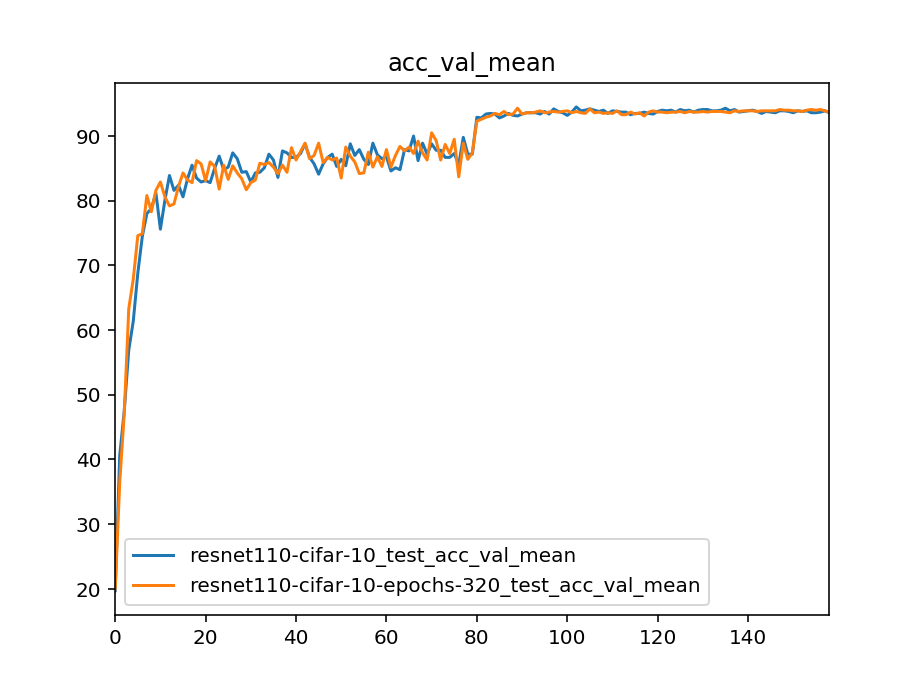 acc_val_mean
90
80
70
60
50
40
30
20
resnet110-cifar-10_test_acc_val_mean
resnet110-cifar-10-epochs-320_test_acc_val_mean
0 20 40 60 80 100 120 140